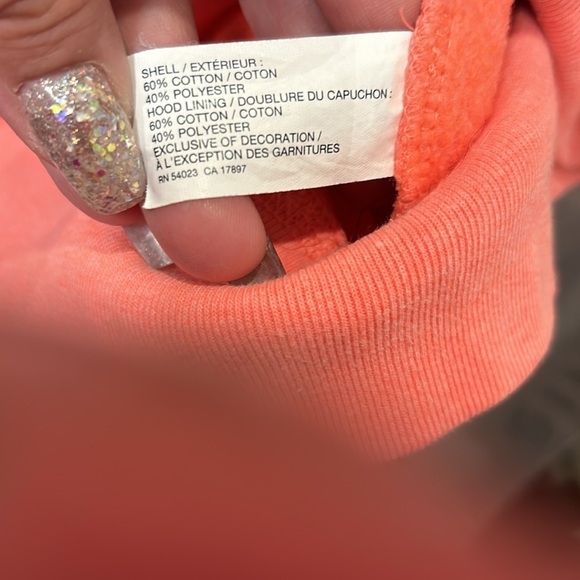 SHELL / EXTÉRIEUR :
60% COTTON / COTON
40% POLYESTER
HOOD LINING / DOUBLURE DU CAPUCHON :
60% COTTON / COTON
40% POLYESTER
EXCLUSIVE OF DECORATION /
À L'EXCEPTION DES GARNITURES
RN 54023 CA 17897